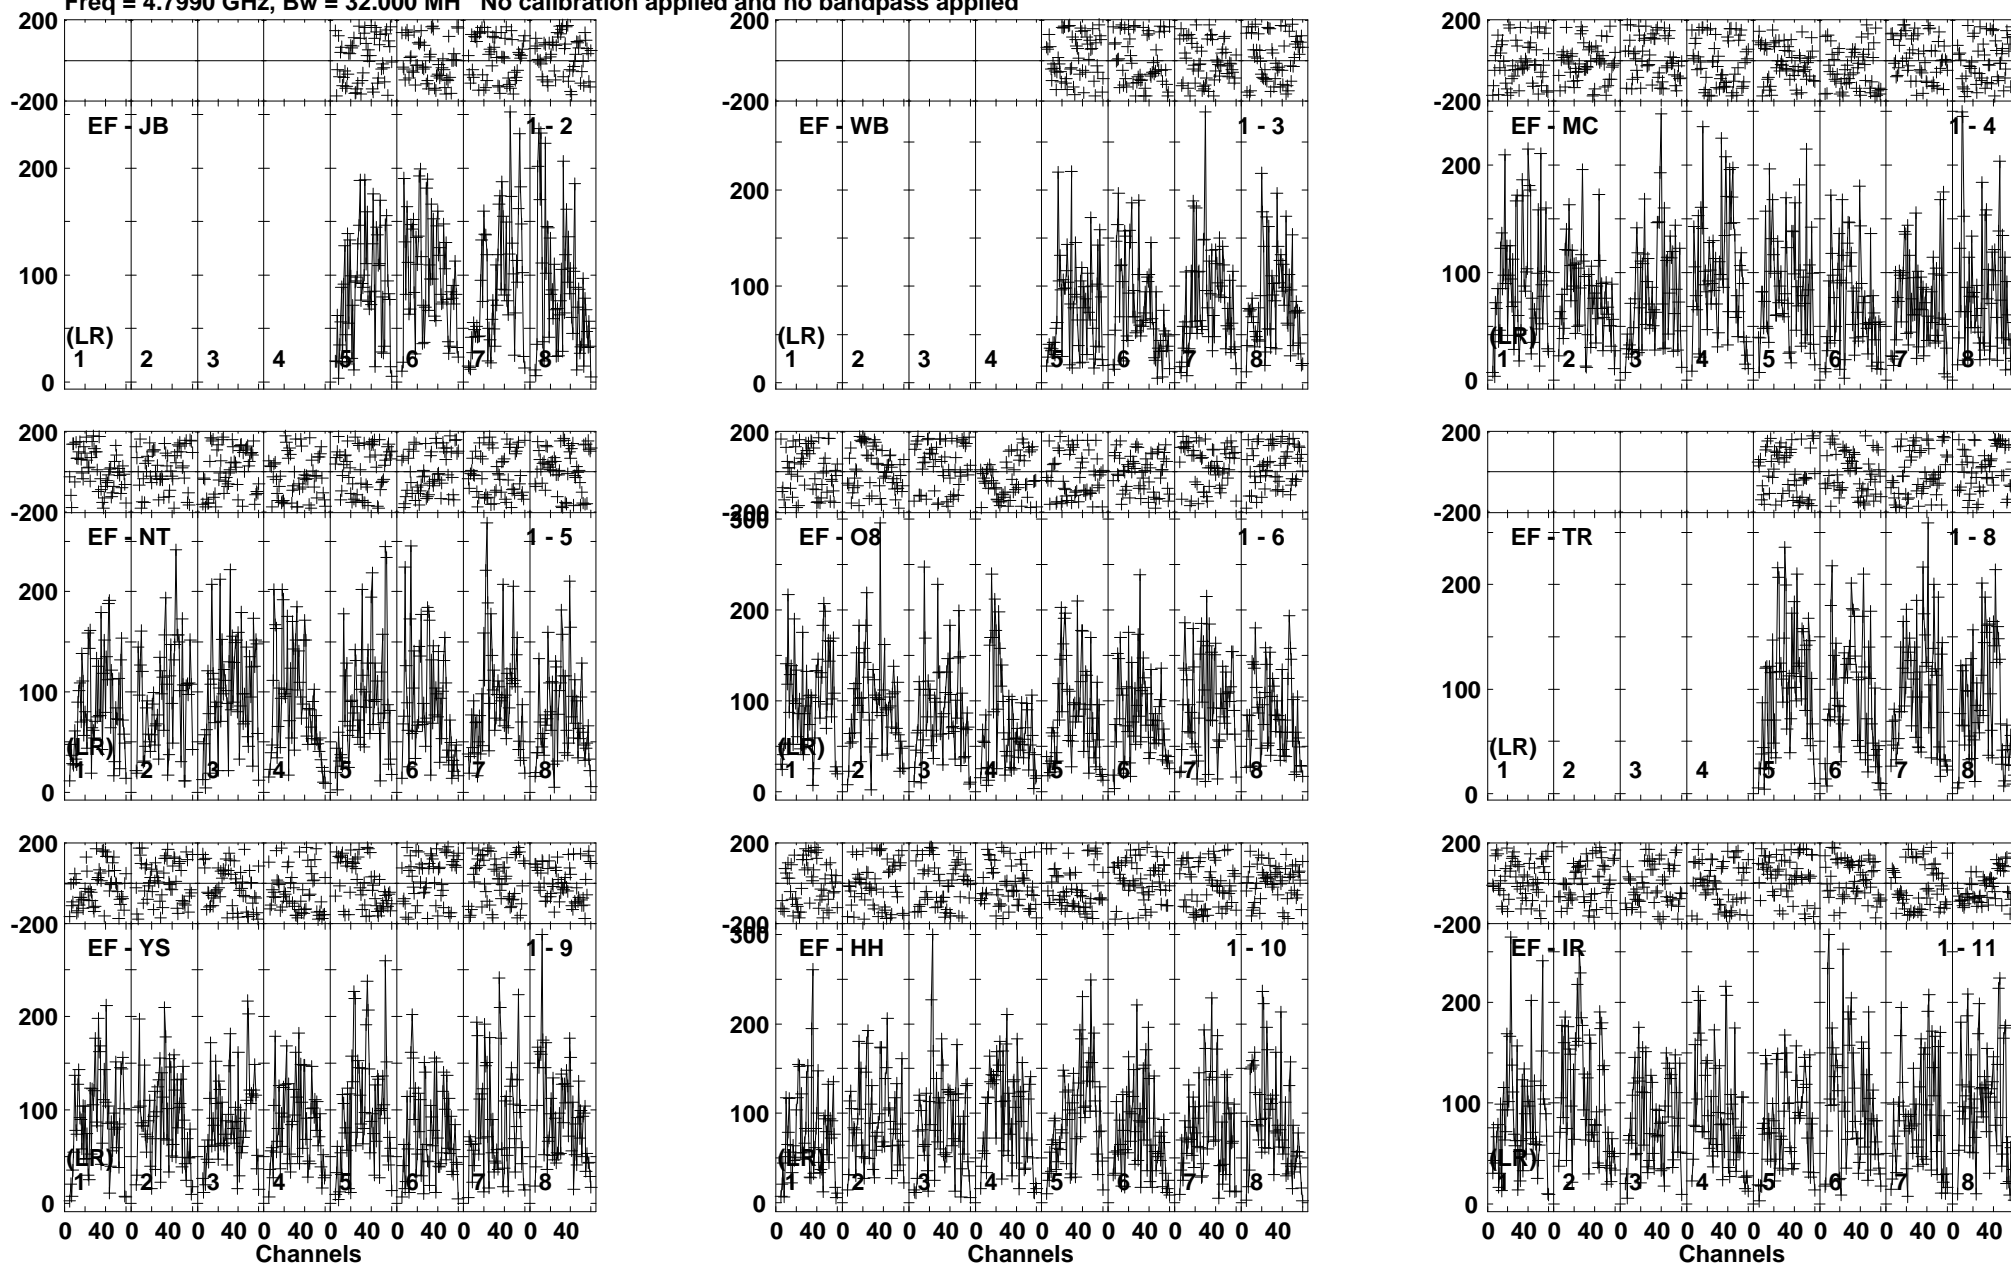 Freq = 4.7990 GHz, Bw = 32.000 MH No calibration applied and no bandpass applied
200 200 200
-200 -200 -200
EF - JB 1 - 2 EF - WB 1 - 3 EF - MC 1 - 4
200 200 200
100 100 100
(LR) (LR) (LR)
1 2 3 4 5 6 7 8 1 2 3 4 5 6 7 8 1 2 3 4 5 6 7 8
0 0 0
200 200 200
-200 -200 -200
300
EF - NT 1 - 5 EF - O8 1 - 6 EF - TR 1 - 8
200 200 200
100 100 100
(LR) (LR) (LR)
1 2 3 4 5 6 7 8 1 2 3 4 5 6 7 8 1 2 3 4 5 6 7 8
0 0 0
200 200 200
-200 -200 -200
300
EF - YS 1 - 9 EF - HH 1 - 10 EF - IR 1 - 11
200 200 200
100 100 100
(LR) (LR) (LR)
1 2 3 4 5 6 7 8 1 2 3 4 5 6 7 8 1 2 3 4 5 6 7 8
0 0 0
0 40 0 40 0 40 0 40 0 40 0 40 0 40 0 40 0 40 0 40 0 40 0 40 0 40 0 40 0 40 0 40 0 40 0 40 0 40 0 40 0 40 0 40 0 40 0 40
Channels Channels Channels